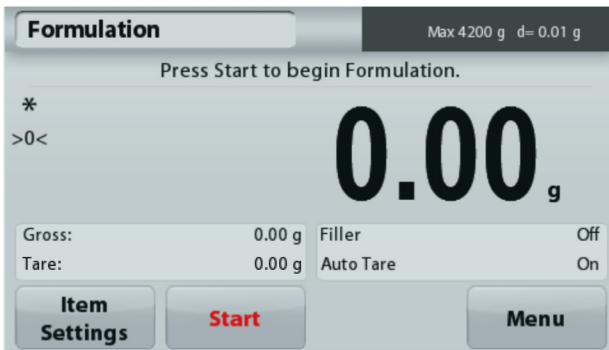 Formulation
Max 4200 g d= 0.01 g
Press Start to begin Formulation.
*
>0<
0.00 g
Gross: 0.00 g
Tare: 0.00 g
Filler Off
Auto Tare On
Item
Settings
Start
Menu